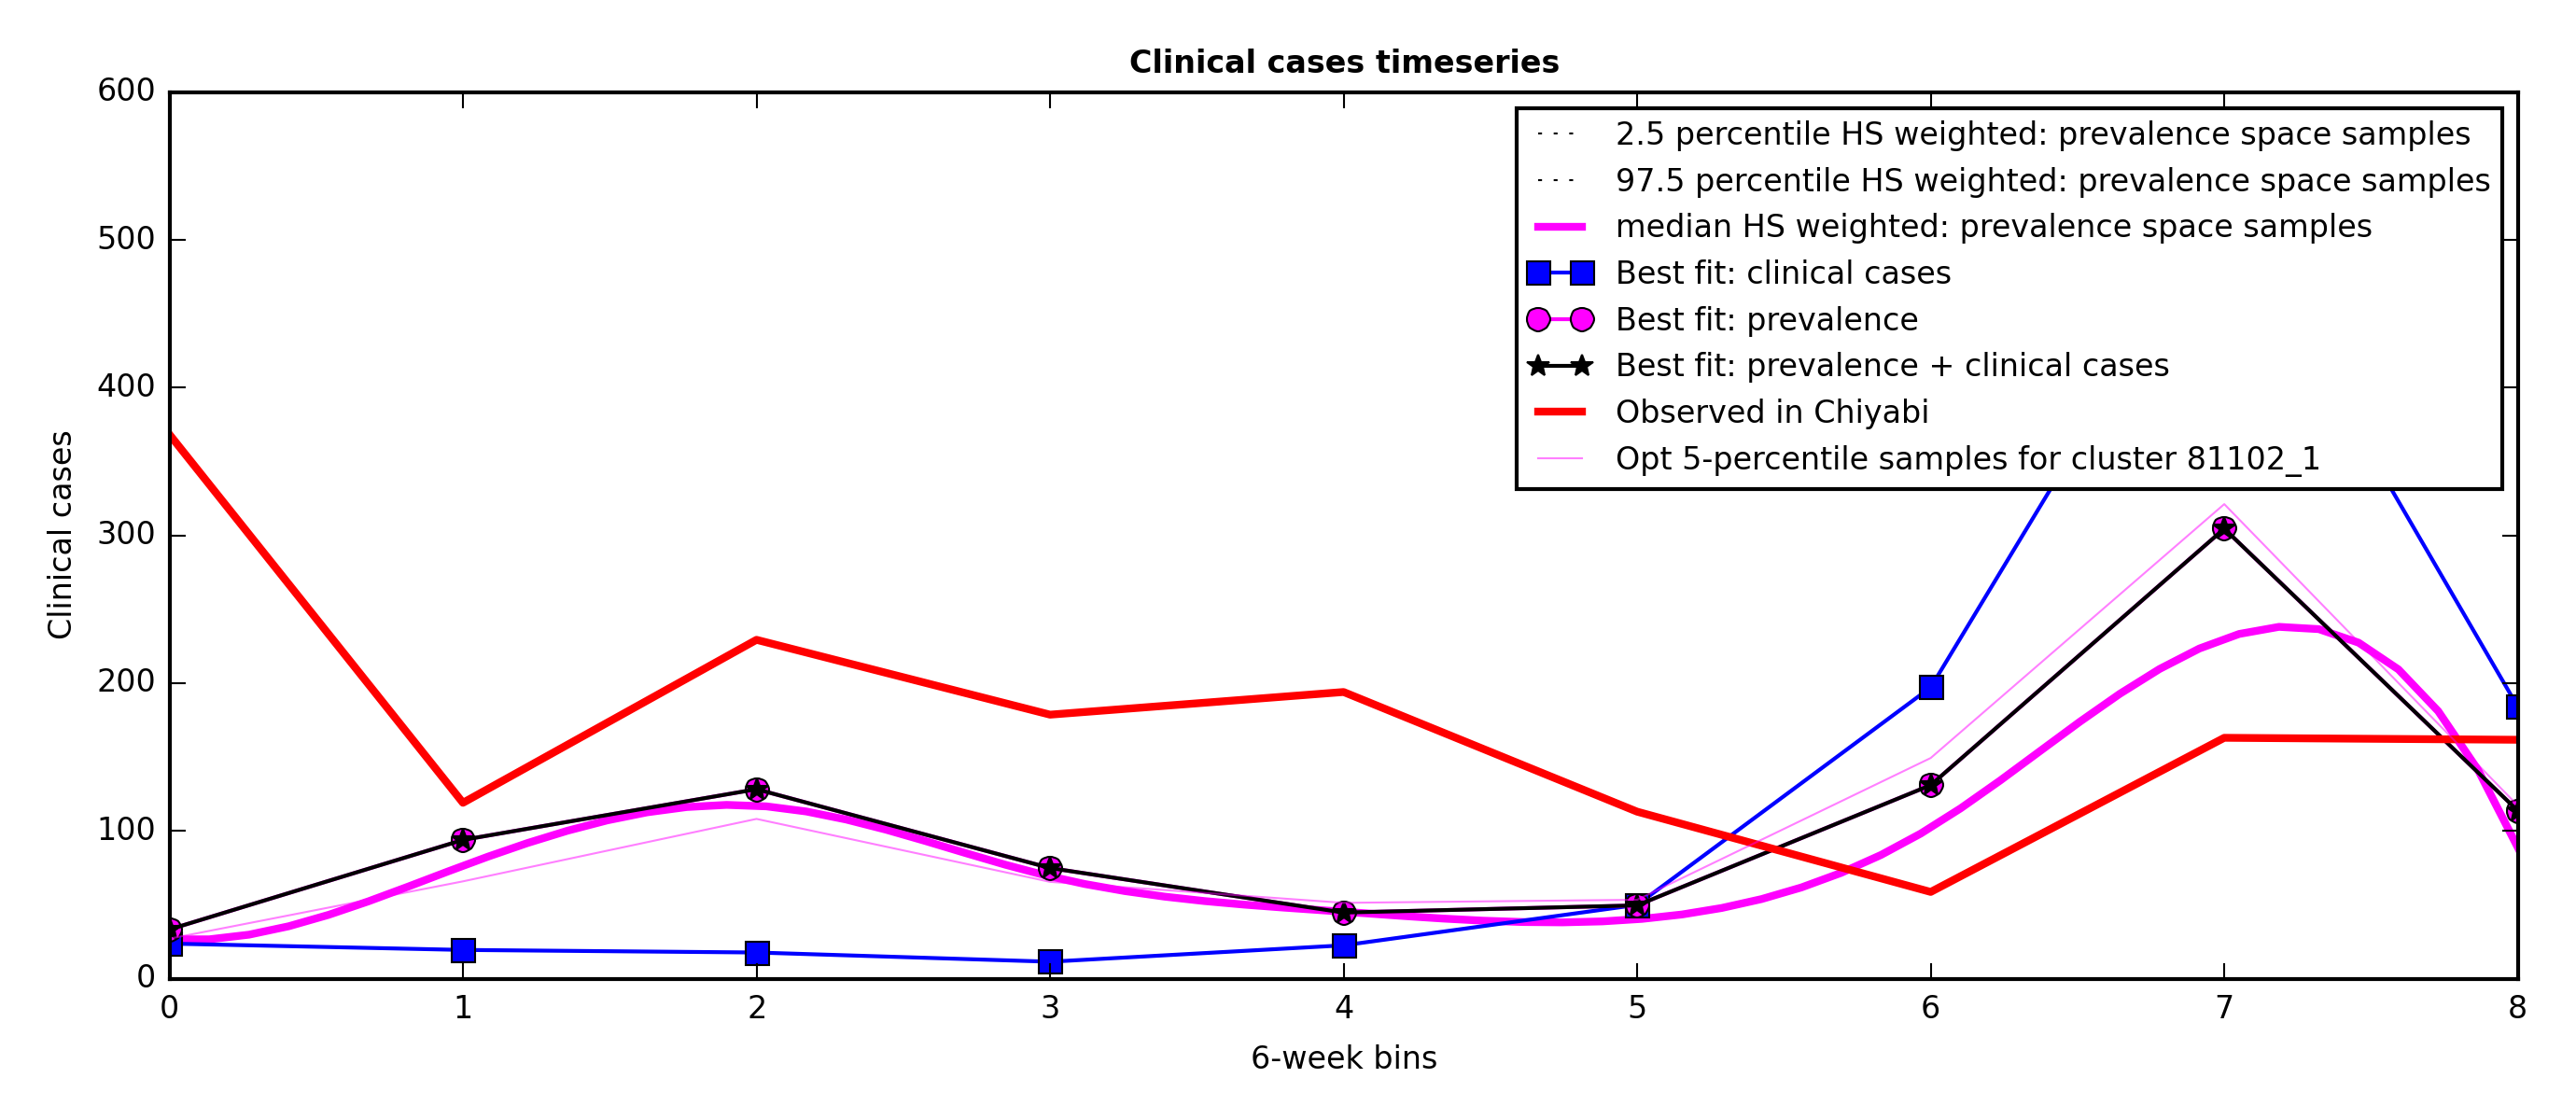 Clinical cases timeseries
600
500
400
300
200
100
0
Clinical cases
2.5 percentile HS weighted: prevalence space samples
97.5 percentile HS weighted: prevalence space samples
median HS weighted: prevalence space samples
Best fit: clinical cases
Best fit: prevalence
Best fit: prevalence + clinical cases
Observed in Chiyabi
Opt 5-percentile samples for cluster 81102_1
0 1 2 3 4 5 6 7 8
6-week bins